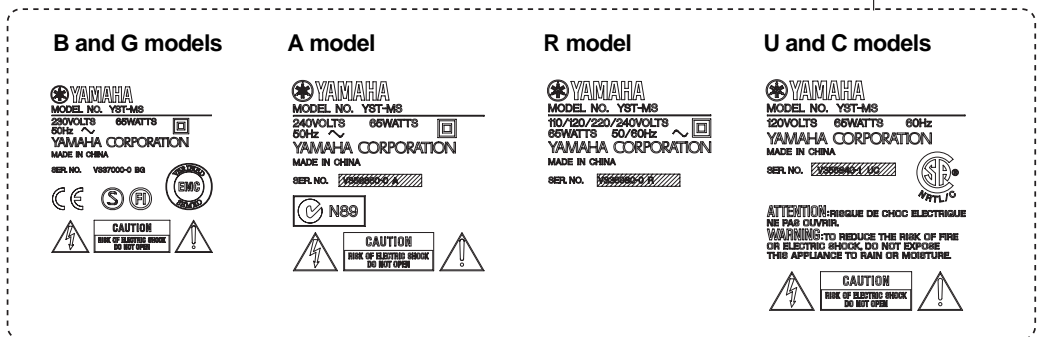 B and G models
YAMAHA
MODEL NO. YST-MS
230VOLTS 65WATTS
50Hz ~
YAMAHA CORPORATION
MADE IN CHINA
SER. NO. V337000-0 BG
EMC
CE S FI
CAUTION
RISK OF ELECTRIC SHOCK
DO NOT OPEN
A model
YAMAHA
MODEL NO. YST-MS
240VOLTS 65WATTS
50Hz ~
YAMAHA CORPORATION
MADE IN CHINA
SER. NO.
N89
CAUTION
RISK OF ELECTRIC SHOCK
DO NOT OPEN
R model
YAMAHA
MODEL NO. YST-MS
110/120/220/240VOLTS
65WATTS 50/60Hz ~
YAMAHA CORPORATION
MADE IN CHINA
SER. NO.
U and C models
YAMAHA
MODEL NO. YST-MS
120VOLTS 65WATTS 60Hz
YAMAHA CORPORATION
MADE IN CHINA
SER. NO.
NRTL/C
ATTENTION:RISQUE DE CHOC ELECTRIQUE
NE PAS OUVRIR.
WARNING:TO REDUCE THE RISK OF FIRE
OR ELECTRIC SHOCK, DO NOT EXPOSE
THIS APPLIANCE TO RAIN OR MOISTURE.
CAUTION
RISK OF ELECTRIC SHOCK
DO NOT OPEN